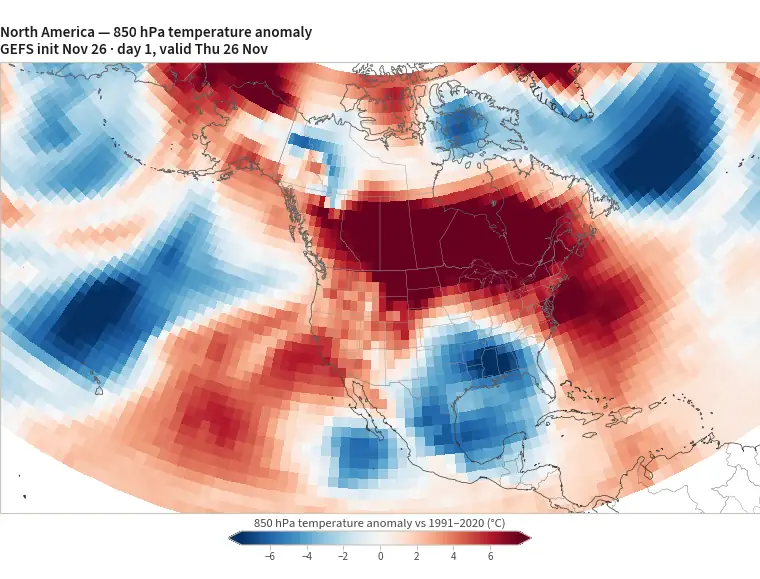 North America — 850 hPa temperature anomaly
GEFS init Nov 26 · day 1, valid Thu 26 Nov
850 hPa temperature anomaly vs 1991–2020 (°C)
−6 −4 −2 0 2 4 6